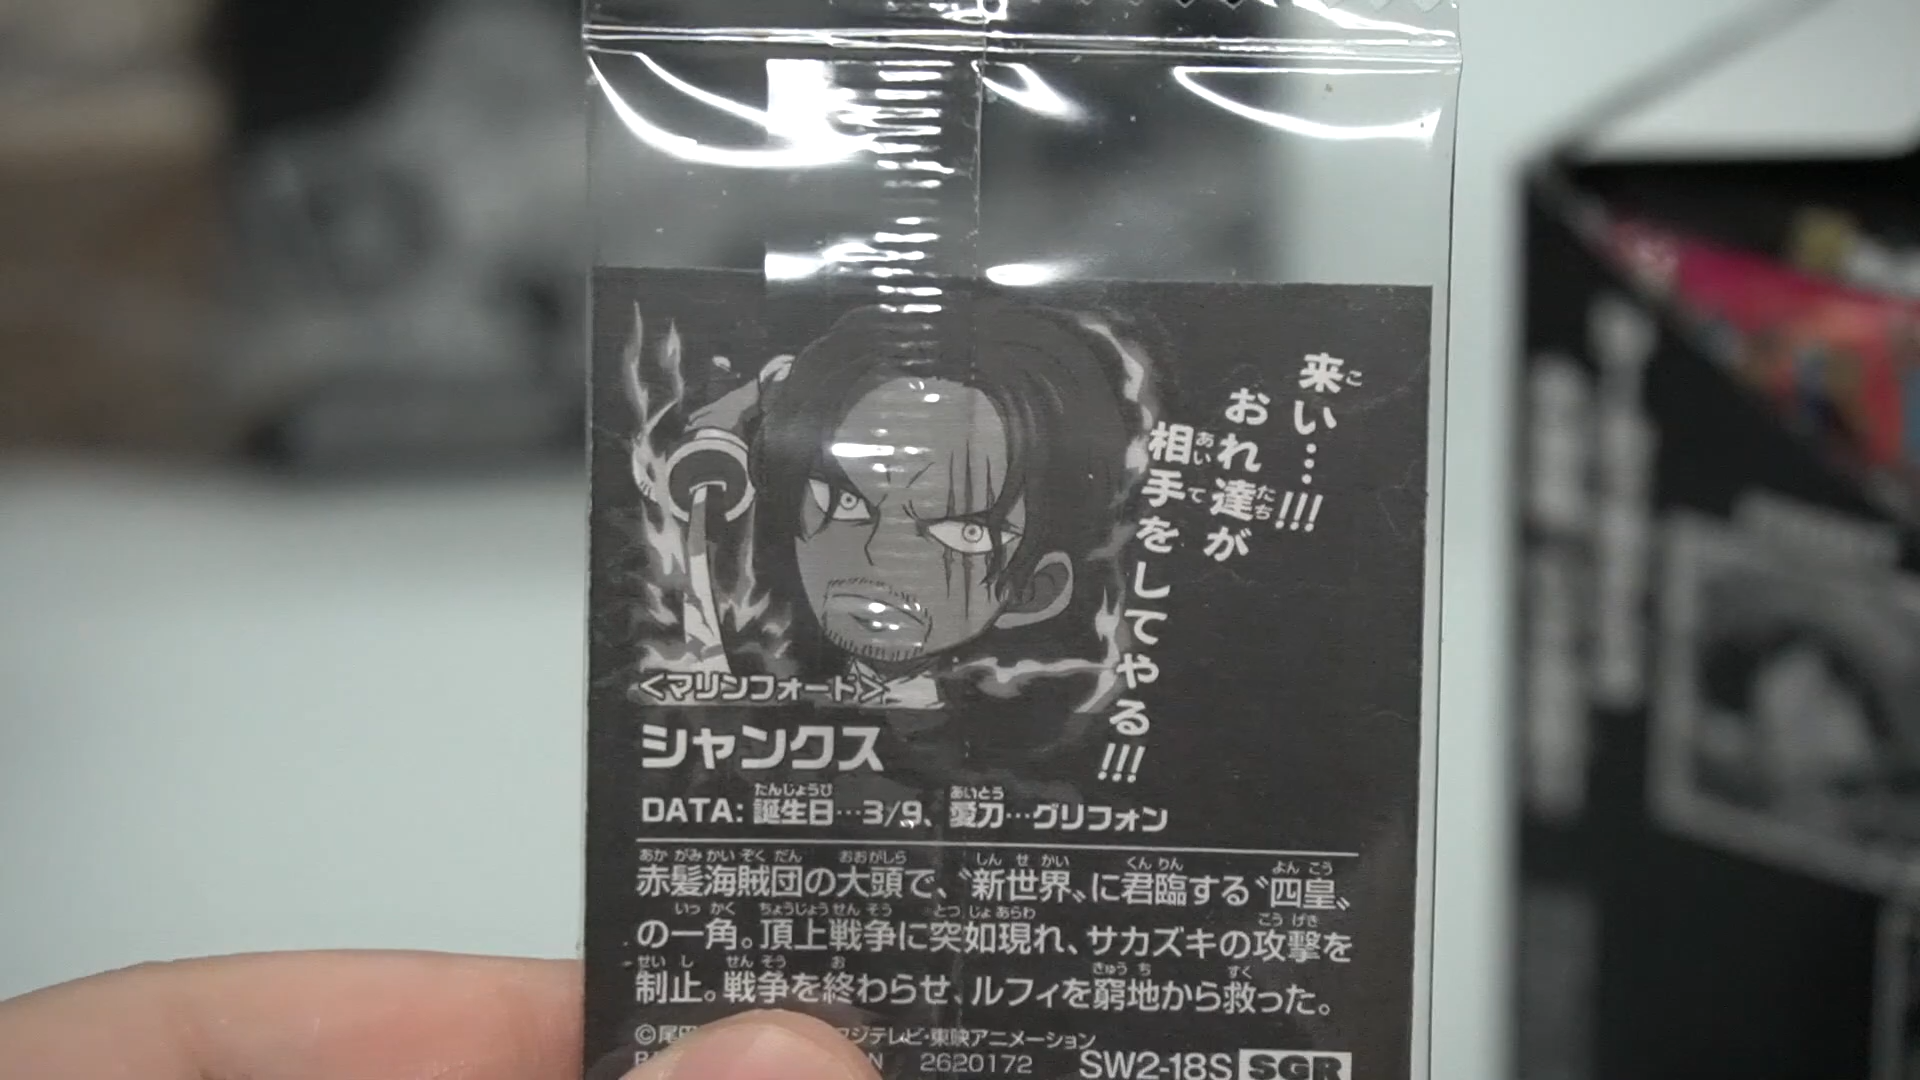 来い…!!!
おれ達が
相手をしてやる!!!
<マリンフォード>
シャンクス
DATA: 誕生日…3/9、愛刀…グリフォン
赤髪海賊団の大頭で、〝新世界〟に君臨する〝四皇〟
の一角。頂上戦争に突如現れ、サカズキの攻撃を
制止。戦争を終わらせ、ルフィを窮地から救った。
©尾田 フジテレビ・東映アニメーション
2620172 SW2-18S SGR